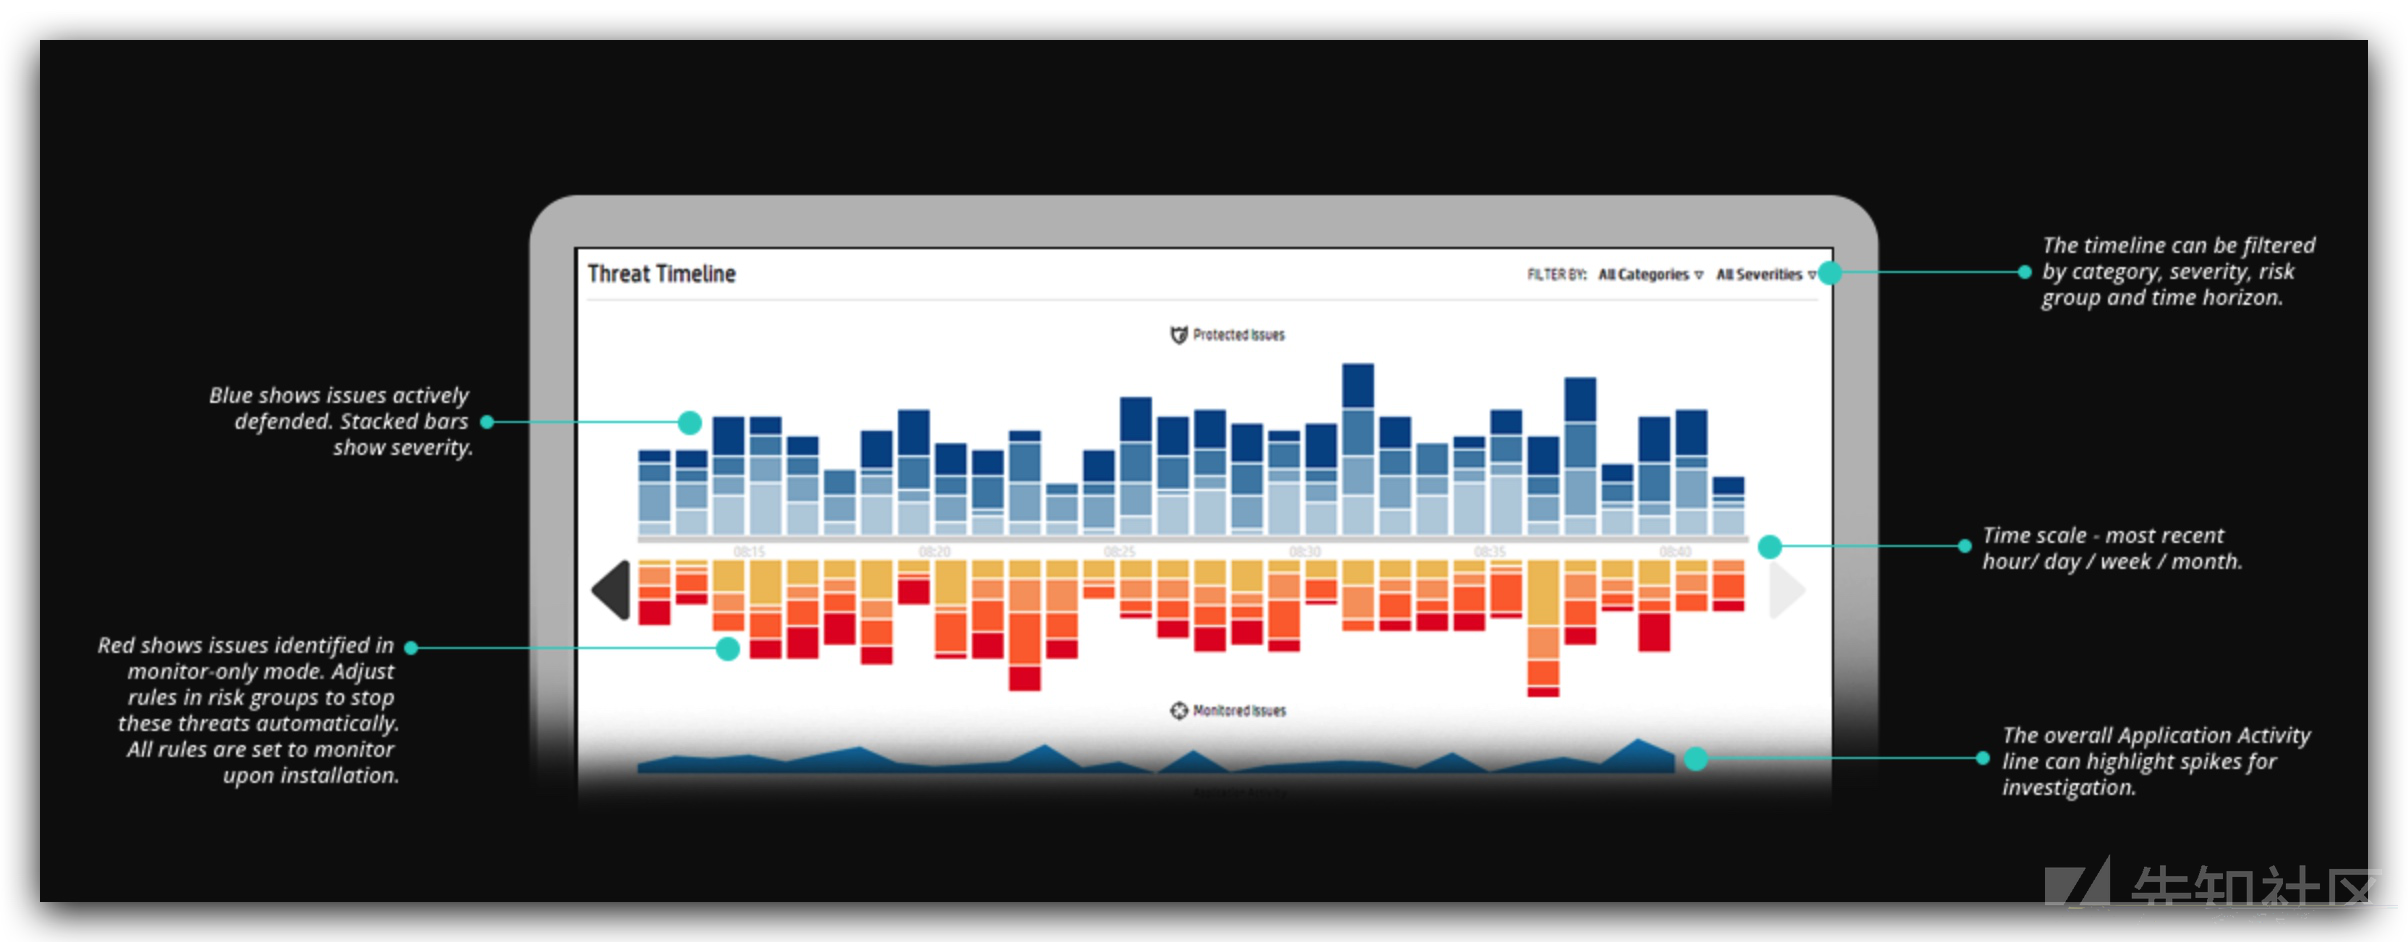 Threat Timeline
FILTER BY: All Categories All Severities
The timeline can be filtered
by category, severity, risk
group and time horizon.
Protected Issues
Blue shows issues actively
defended. Stacked bars
show severity.
08:15 08:20 08:25 08:30 08:35 08:40
Time scale - most recent
hour/ day / week / month.
Red shows issues identified in
monitor-only mode. Adjust
rules in risk groups to stop
these threats automatically.
All rules are set to monitor
upon installation.
Monitored Issues
The overall Application Activity
line can highlight spikes for
investigation.
Application Activity
先知社区